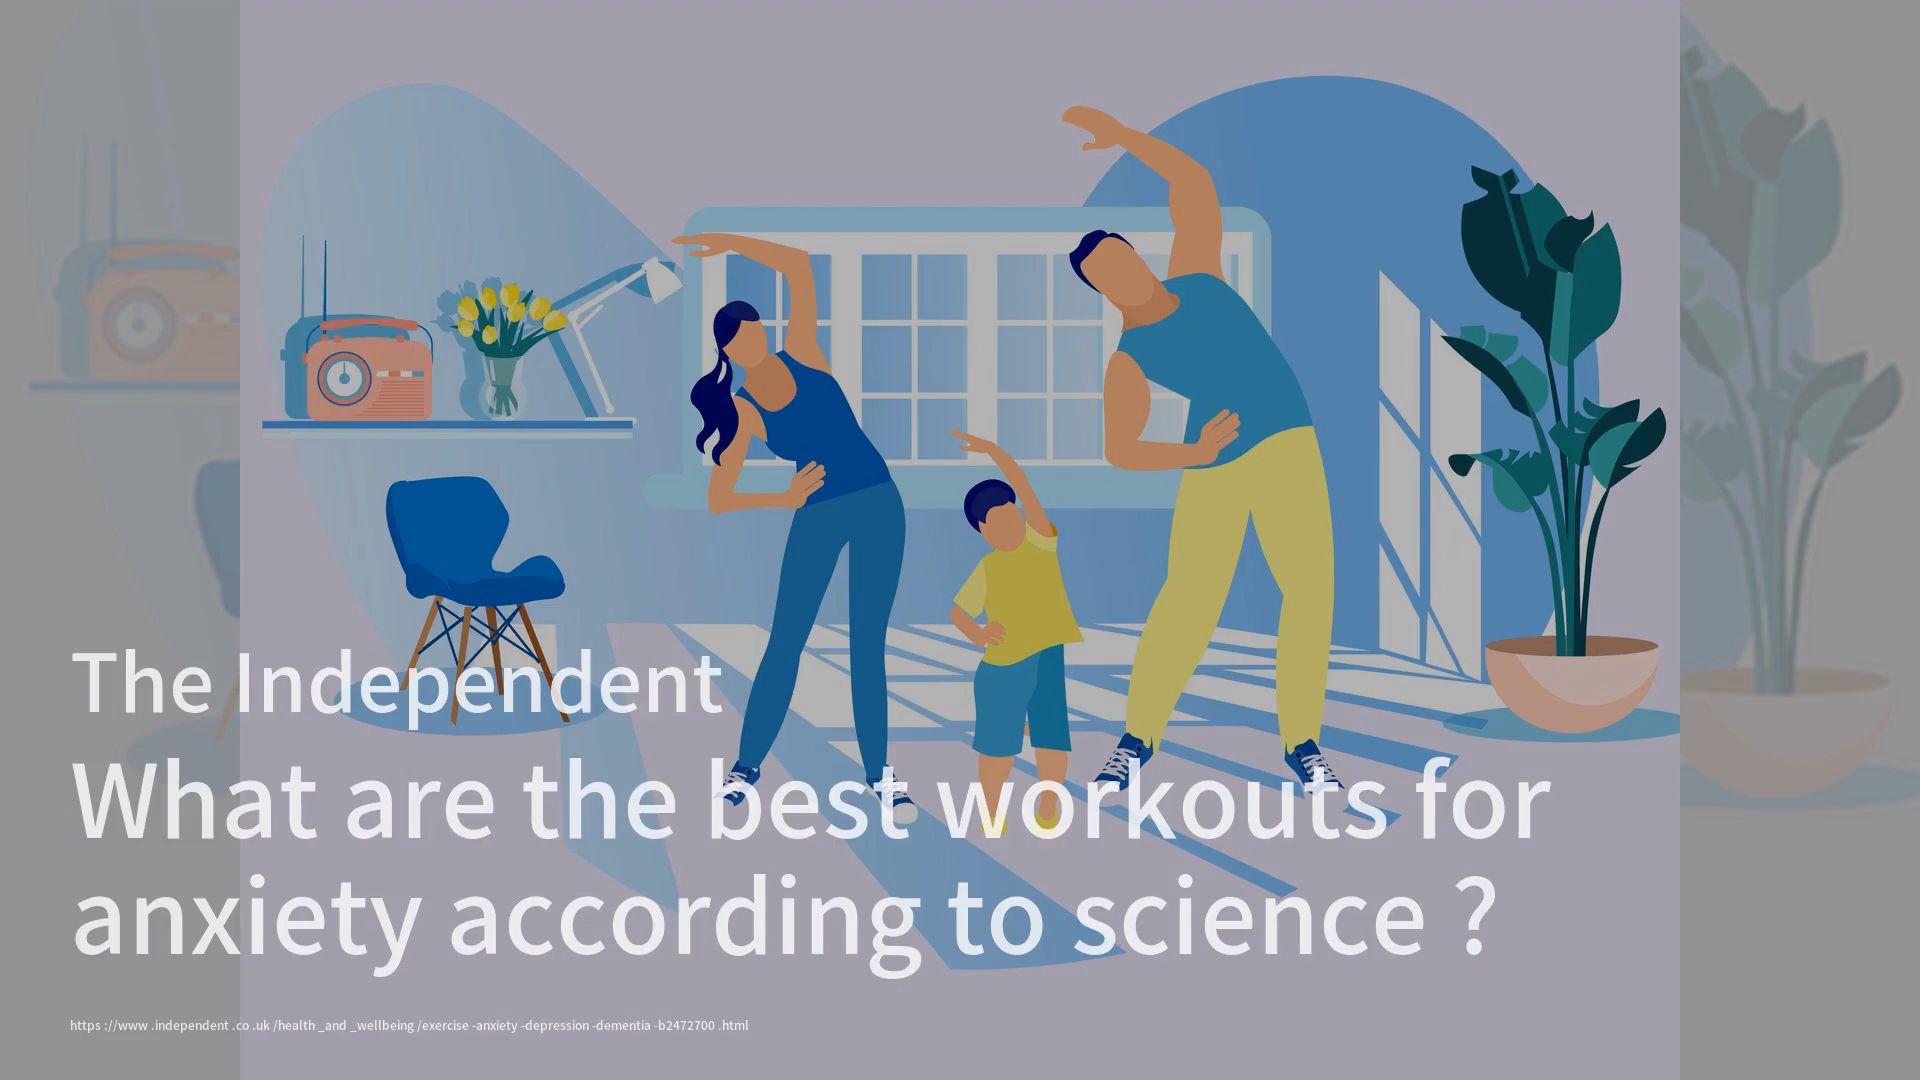 The Independent
What are the best workouts for
anxiety according to science ?
https ://www .independent .co .uk /health _and _wellbeing /exercise -anxiety -depression -dementia -b2472700 .html